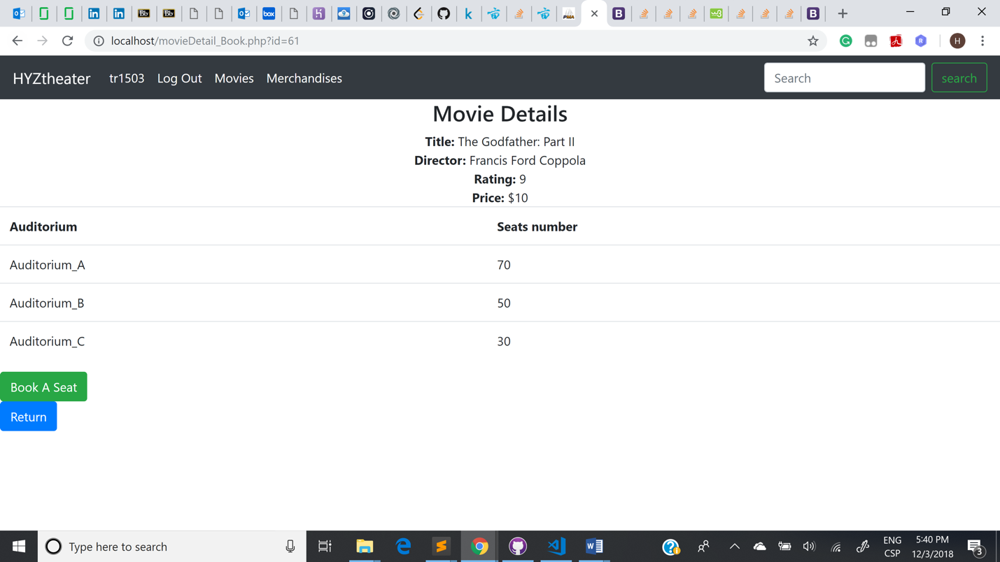 localhost/movieDetail_Book.php?id=61
H
HYZtheater tr1503 Log Out Movies Merchandises Search search
Movie Details
Title: The Godfather: Part II
Director: Francis Ford Coppola
Rating: 9
Price: $10
Auditorium Seats number
Auditorium_A 70
Auditorium_B 50
Auditorium_C 30
Book A Seat
Return
Type here to search
ENG
CSP
5:40 PM
12/3/2018
3